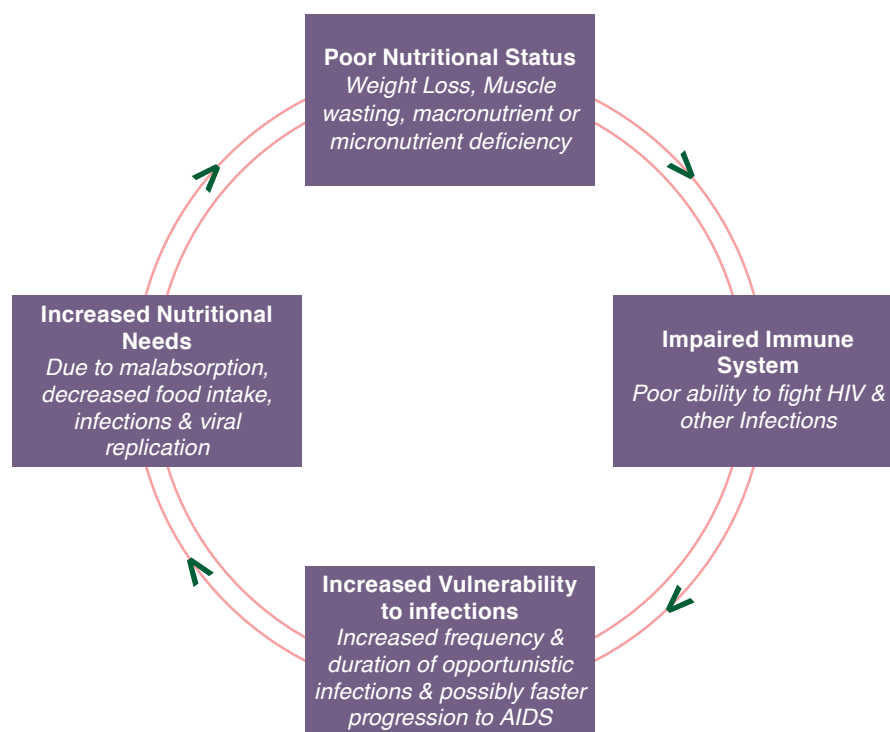 Poor Nutritional Status
Weight Loss, Muscle
wasting, macronutrient or
micronutrient deficiency
Impaired Immune
System
Poor ability to fight HIV &
other Infections
Increased Vulnerability
to infections
Increased frequency &
duration of opportunistic
infections & possibly faster
progression to AIDS
Increased Nutritional
Needs
Due to malabsorption,
decreased food intake,
infections & viral
replication